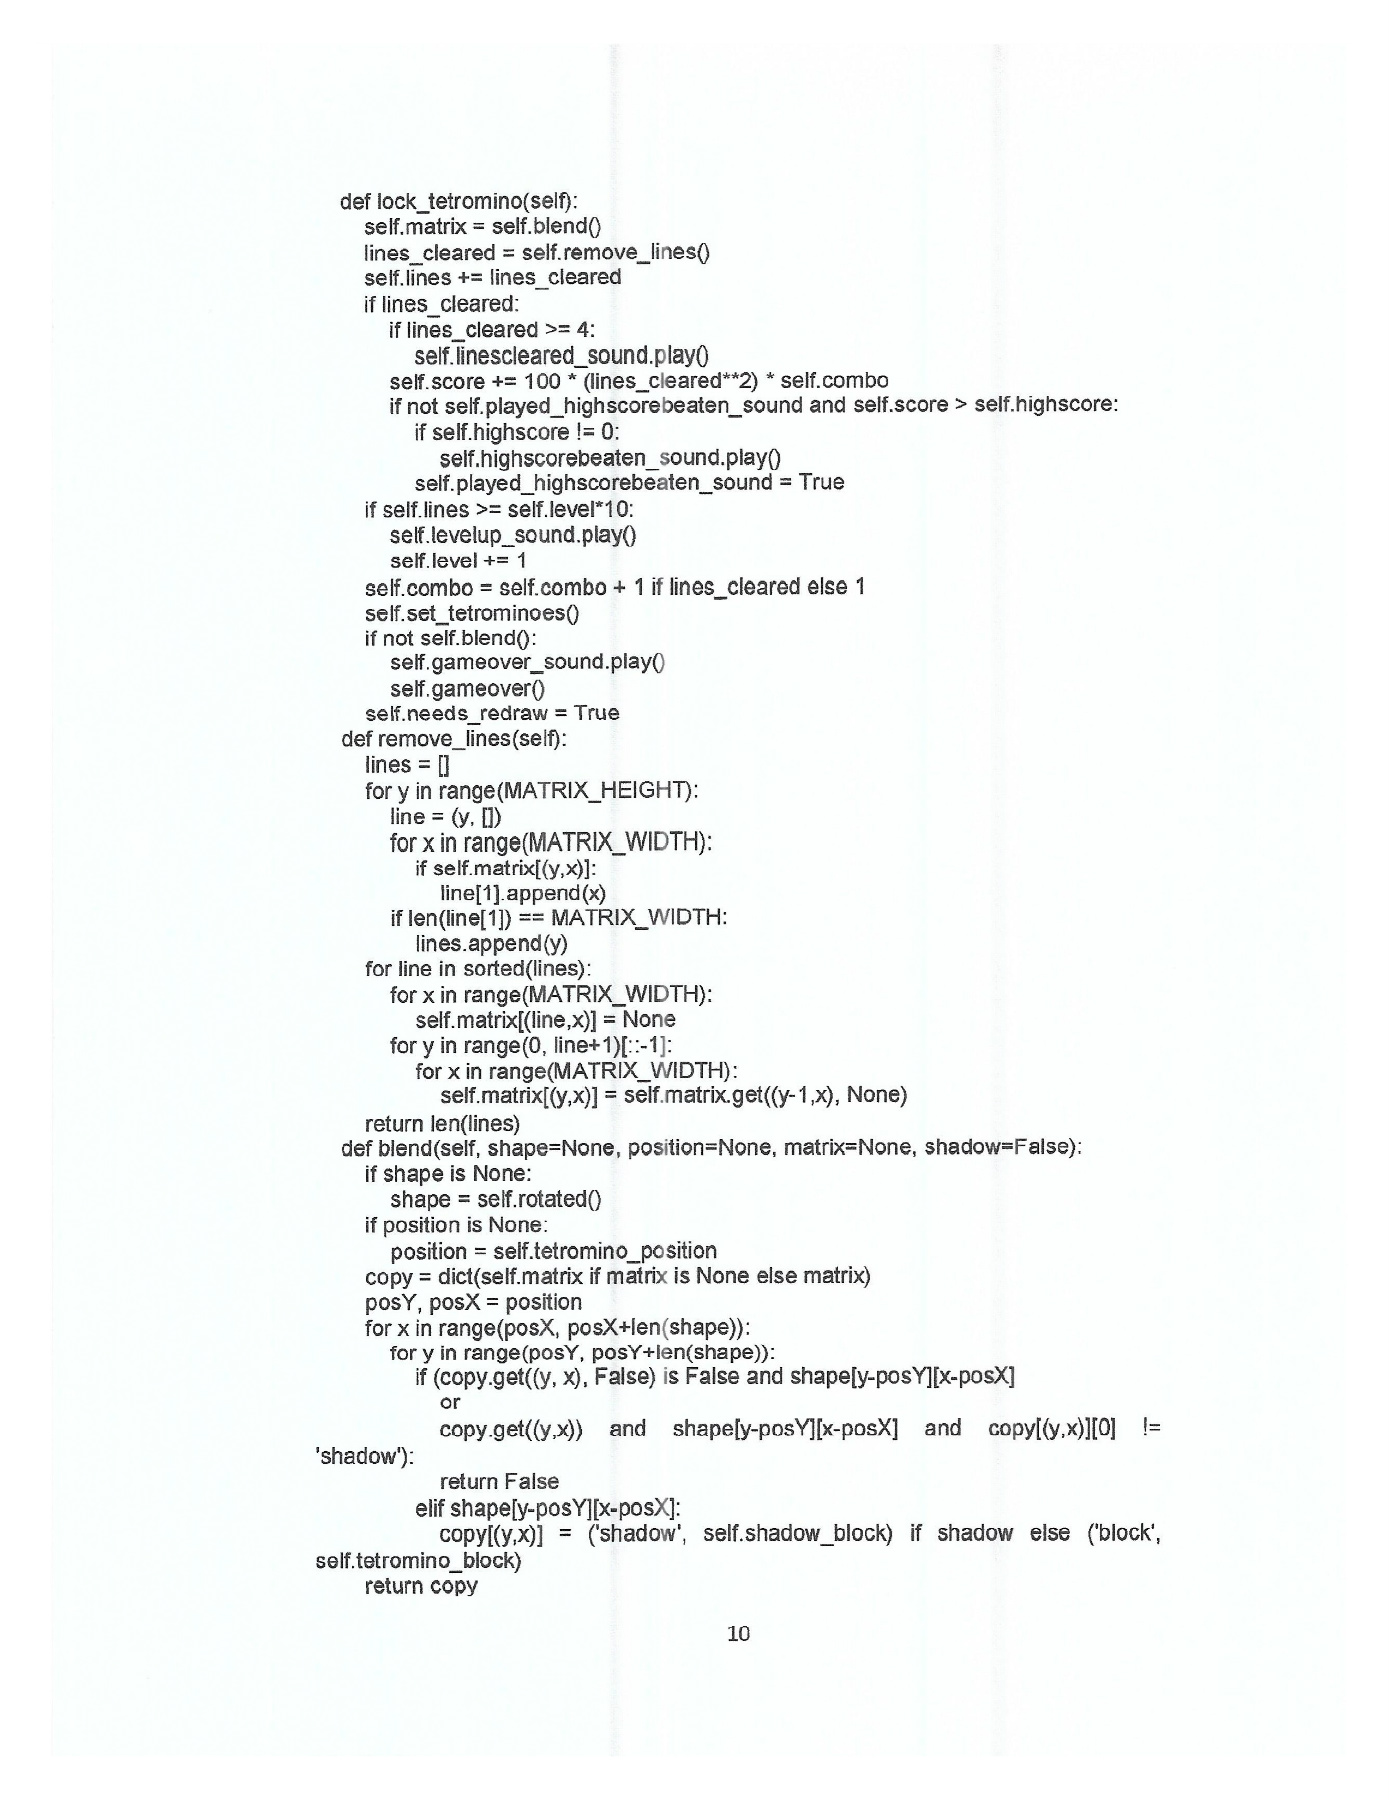 def lock_tetromino(self):
self.matrix = self.blend()
lines_cleared = self.remove_lines()
self.lines += lines_cleared
if lines_cleared:
if lines_cleared >= 4:
self.linescleared_sound.play()
self.score += 100 * (lines_cleared**2) * self.combo
if not self.played_highscorebeaten_sound and self.score > self.highscore:
if self.highscore != 0:
self.highscorebeaten_sound.play()
self.played_highscorebeaten_sound = True
if self.lines >= self.level*10:
self.levelup_sound.play()
self.level += 1
self.combo = self.combo + 1 if lines_cleared else 1
self.set_tetrominoes()
if not self.blend():
self.gameover_sound.play()
self.gameover()
self.needs_redraw = True
def remove_lines(self):
lines = []
for y in range(MATRIX_HEIGHT):
line = (y, [])
for x in range(MATRIX_WIDTH):
if self.matrix[(y,x)]:
line[1].append(x)
if len(line[1]) == MATRIX_WIDTH:
lines.append(y)
for line in sorted(lines):
for x in range(MATRIX_WIDTH):
self.matrix[(line,x)] = None
for y in range(0, line+1)[::-1]:
for x in range(MATRIX_WIDTH):
self.matrix[(y,x)] = self.matrix.get((y-1,x), None)
return len(lines)
def blend(self, shape=None, position=None, matrix=None, shadow=False):
if shape is None:
shape = self.rotated()
if position is None:
position = self.tetromino_position
copy = dict(self.matrix if matrix is None else matrix)
posY, posX = position
for x in range(posX, posX+len(shape)):
for y in range(posY, posY+len(shape)):
if (copy.get((y, x), False) is False and shape[y-posY][x-posX]
or
copy.get((y,x)) and shape[y-posY][x-posX] and copy[(y,x)][0] !=
'shadow'):
return False
elif shape[y-posY][x-posX]:
copy[(y,x)] = ('shadow', self.shadow_block) if shadow else ('block',
self.tetromino_block)
return copy
10